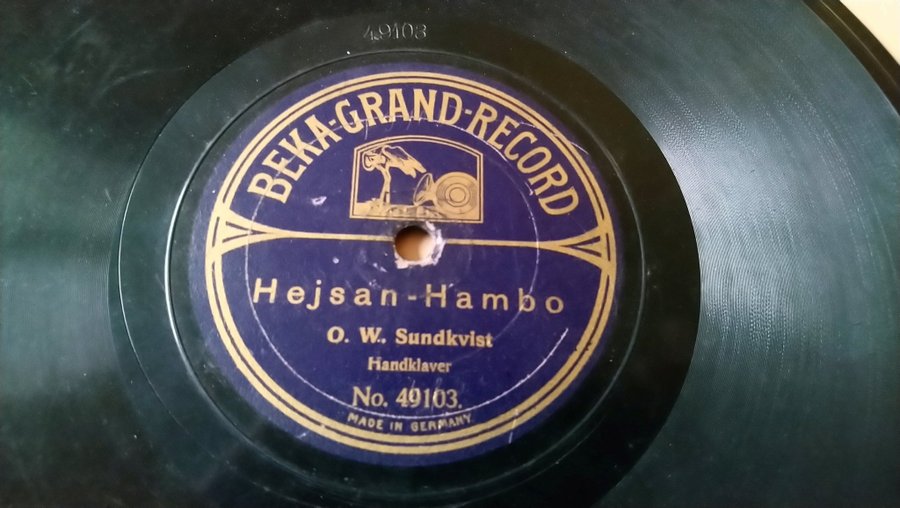 49103
BEKA-GRAND-RECORD
Hejsan-Hambo
O. W. Sundkvist
Handklaver
No. 49103.
MADE IN GERMANY